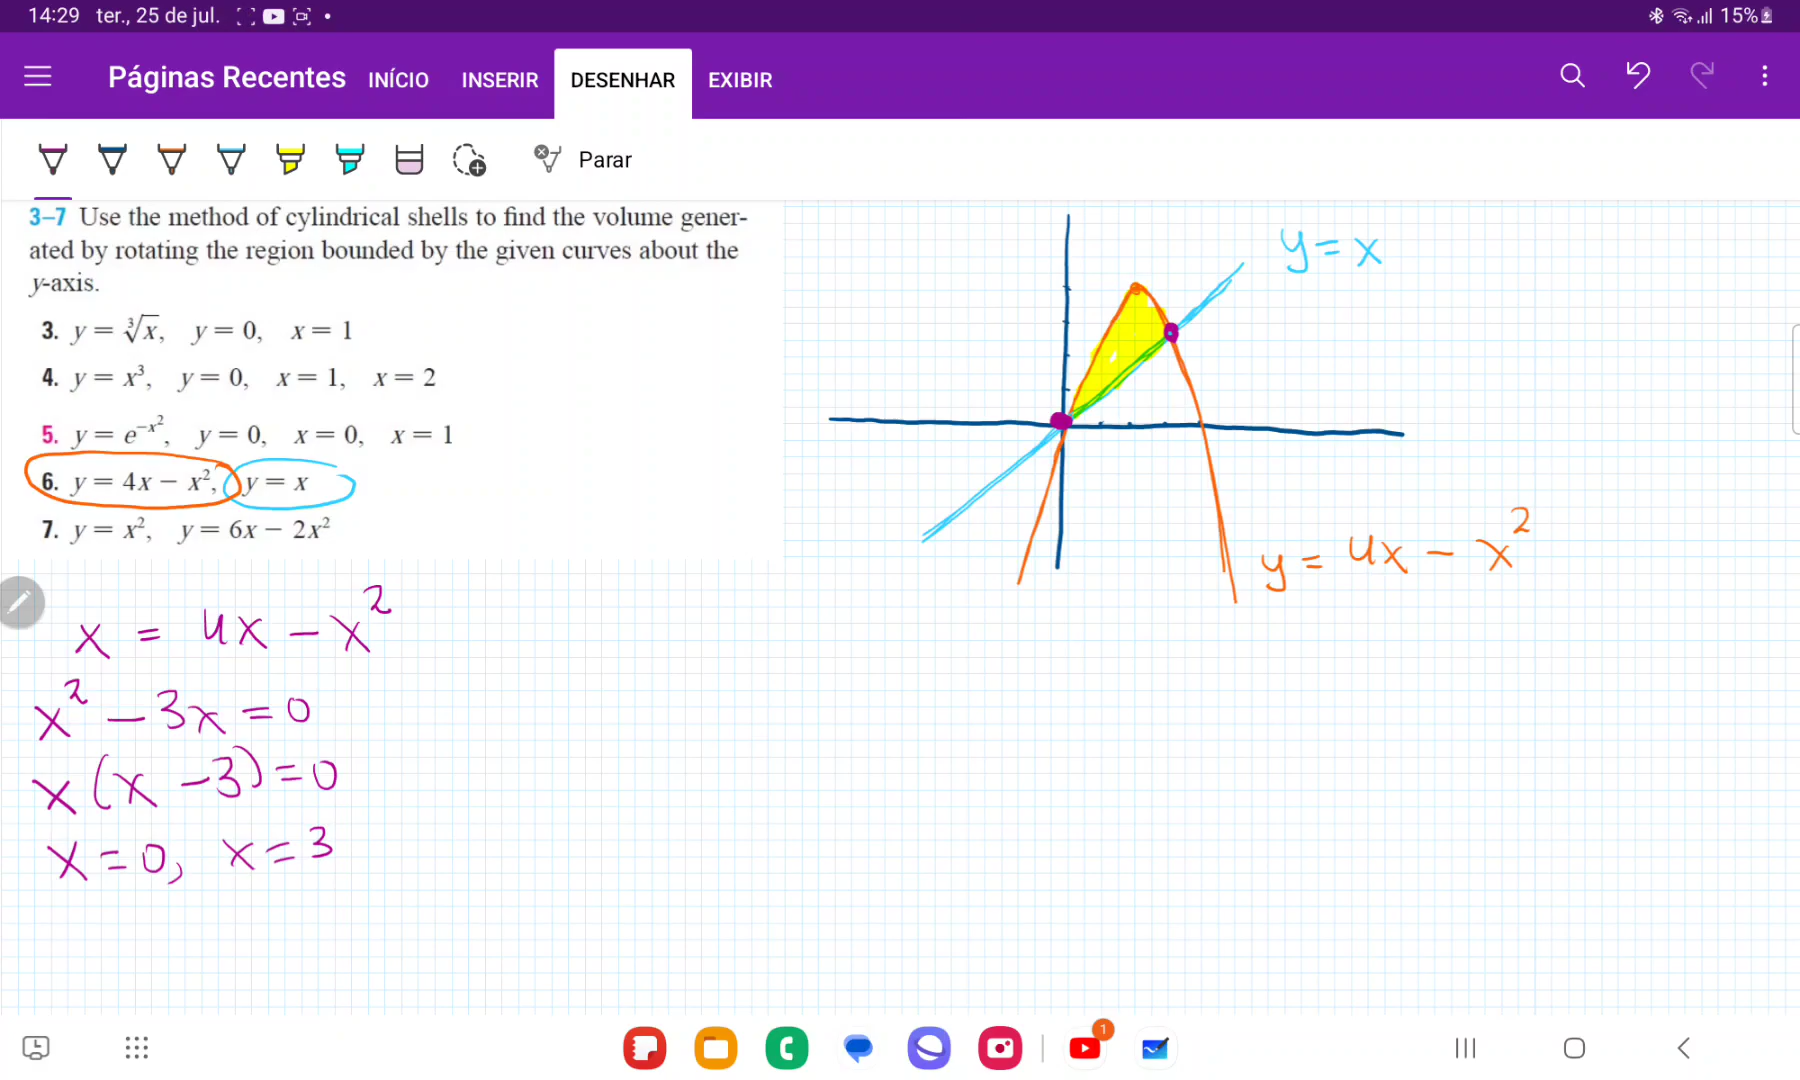 14:29 ter., 25 de jul. 15%
Páginas Recentes INÍCIO INSERIR DESENHAR EXIBIR
Parar
3–7 Use the method of cylindrical shells to find the volume gener-
ated by rotating the region bounded by the given curves about the
y-axis.
3. y = ∛x, y = 0, x = 1
4. y = x³, y = 0, x = 1, x = 2
5. y = e^(−x²), y = 0, x = 0, x = 1
6. y = 4x − x², y = x
7. y = x², y = 6x − 2x²
y = x
y = 4x − x²
x = 4x − x²
x² − 3x = 0
x(x − 3) = 0
x = 0, x = 3
1